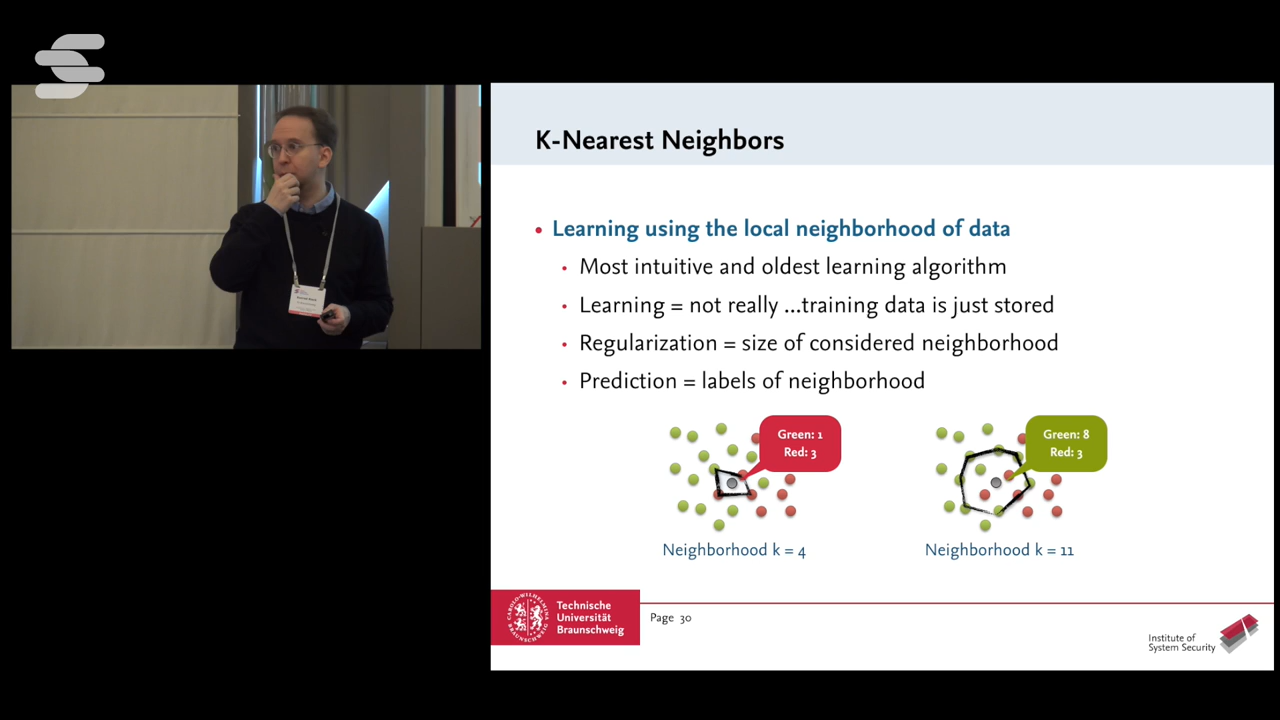 K-Nearest Neighbors
• Learning using the local neighborhood of data
• Most intuitive and oldest learning algorithm
• Learning = not really ...training data is just stored
• Regularization = size of considered neighborhood
• Prediction = labels of neighborhood
Green: 1
Red: 3
Green: 8
Red: 3
Neighborhood k = 4
Neighborhood k = 11
Technische
Universität
Braunschweig
Page 30
Institute of
System Security